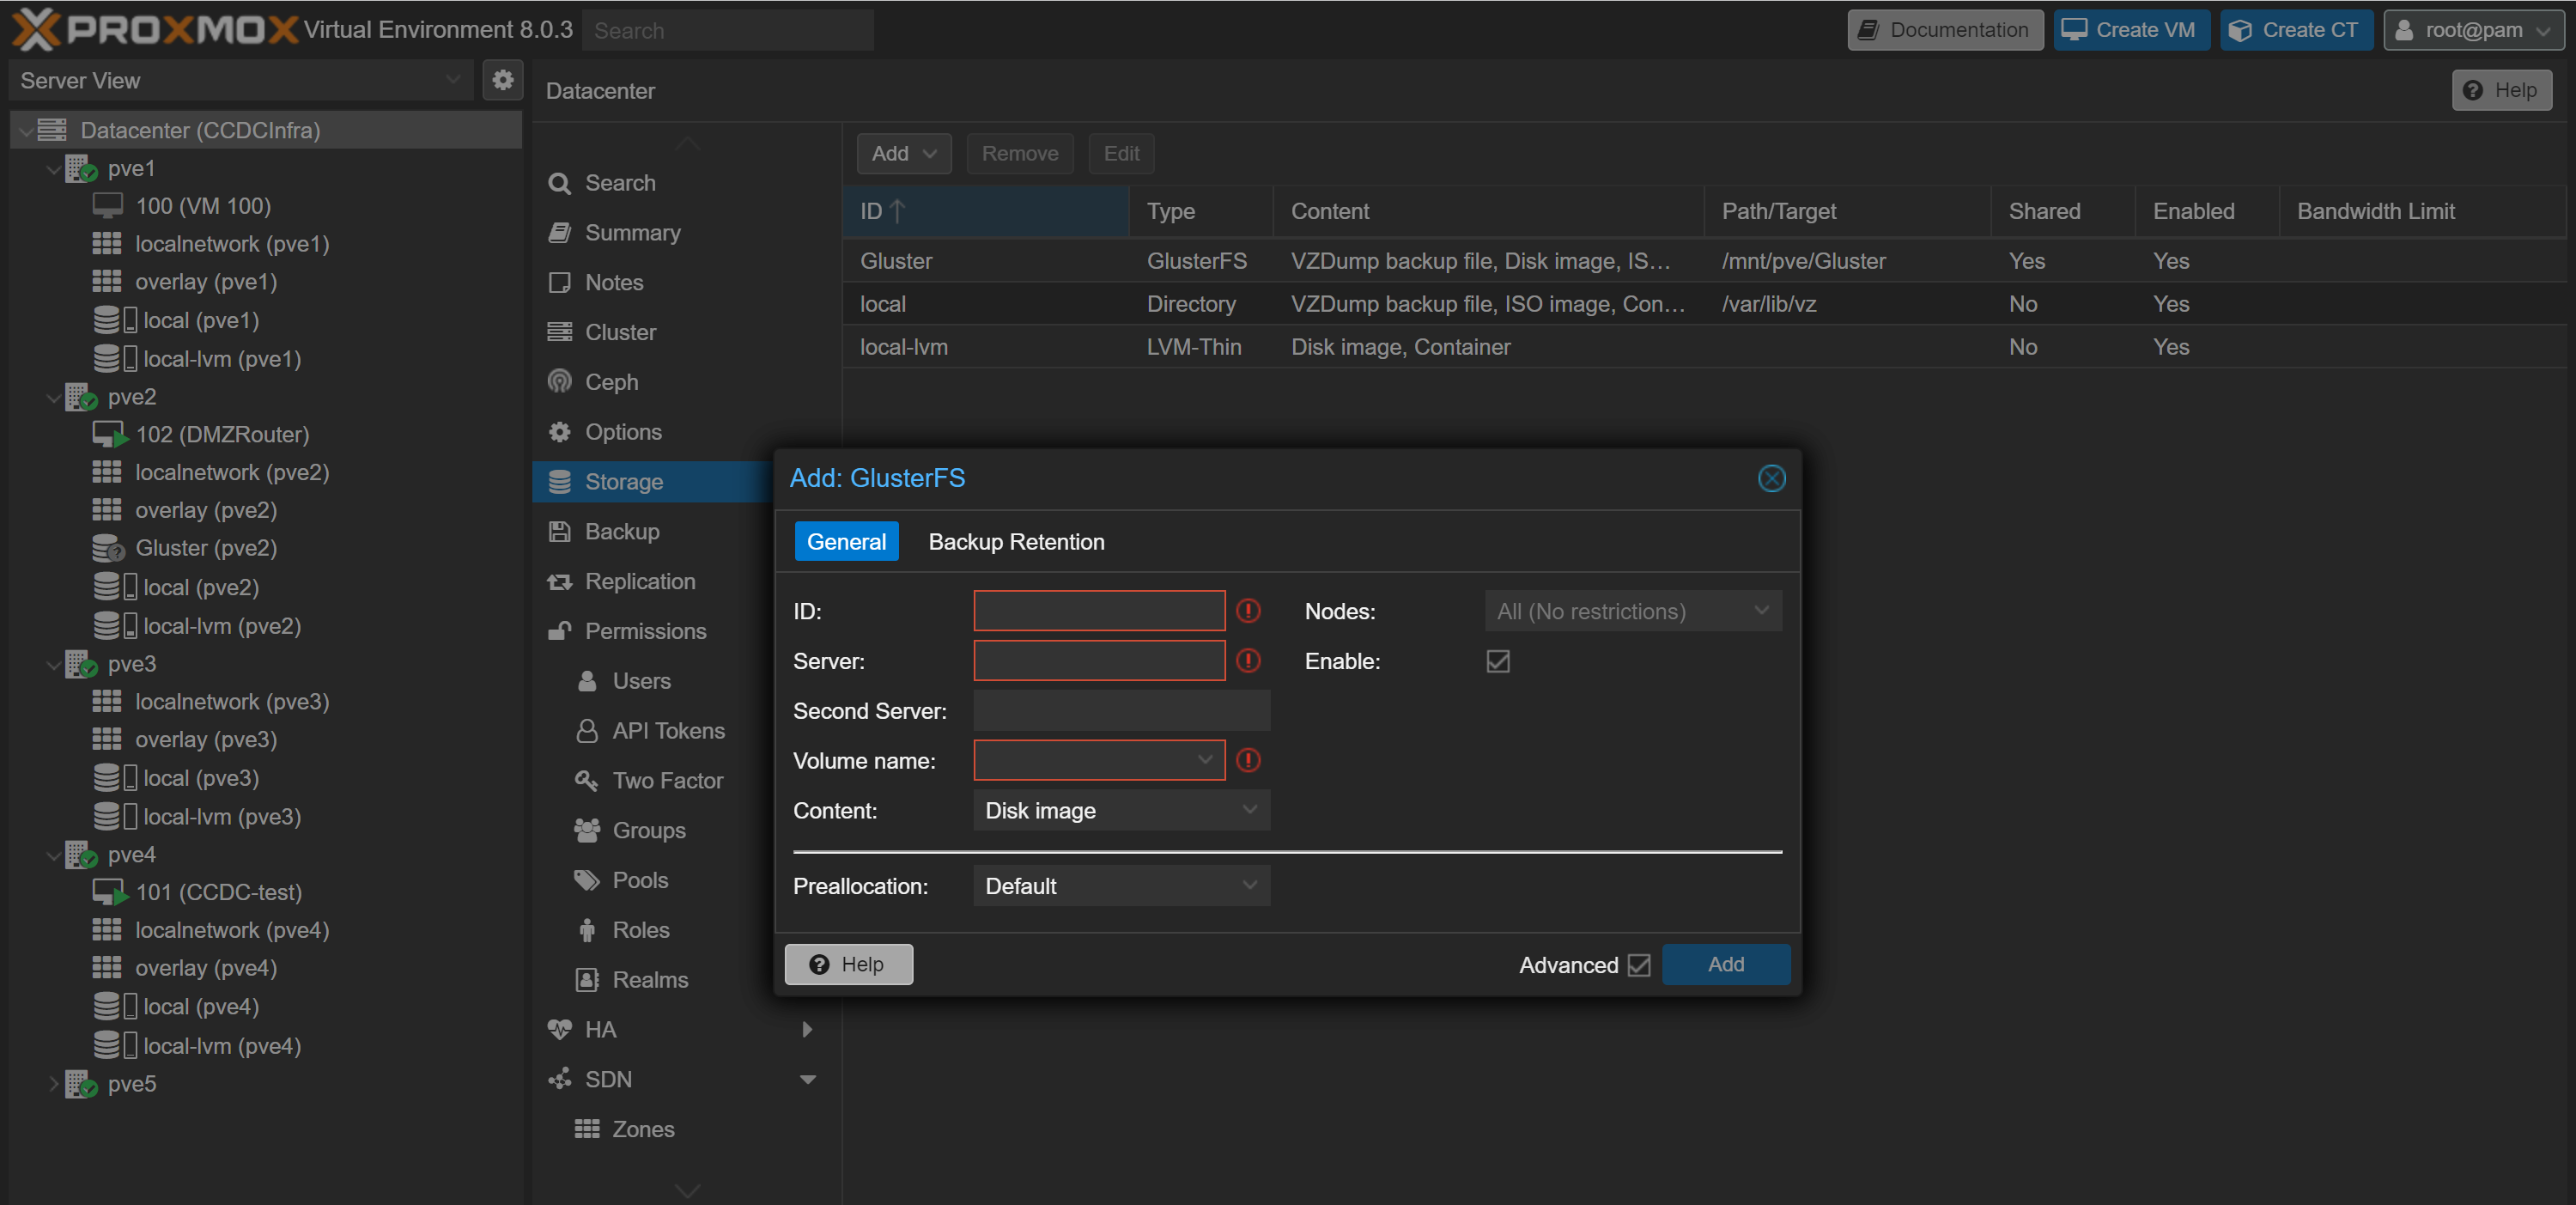 PROXMOX Virtual Environment 8.0.3 Search Documentation Create VM Create CT root@pam
Server View
Datacenter
Help
Datacenter (CCDCInfra)
pve1
100 (VM 100)
localnetwork (pve1)
overlay (pve1)
local (pve1)
local-lvm (pve1)
pve2
102 (DMZRouter)
localnetwork (pve2)
overlay (pve2)
Gluster (pve2)
local (pve2)
local-lvm (pve2)
pve3
localnetwork (pve3)
overlay (pve3)
local (pve3)
local-lvm (pve3)
pve4
101 (CCDC-test)
localnetwork (pve4)
overlay (pve4)
local (pve4)
local-lvm (pve4)
pve5
Search
Summary
Notes
Cluster
Ceph
Options
Storage
Backup
Replication
Permissions
Users
API Tokens
Two Factor
Groups
Pools
Roles
Realms
HA
SDN
Zones
Add Remove Edit
ID Type Content Path/Target Shared Enabled Bandwidth Limit
Gluster GlusterFS VZDump backup file, Disk image, IS... /mnt/pve/Gluster Yes Yes
local Directory VZDump backup file, ISO image, Con... /var/lib/vz No Yes
local-lvm LVM-Thin Disk image, Container No Yes
Add: GlusterFS
General Backup Retention
ID: Nodes: All (No restrictions)
Server: Enable:
Second Server:
Volume name:
Content: Disk image
Preallocation: Default
Help Advanced Add